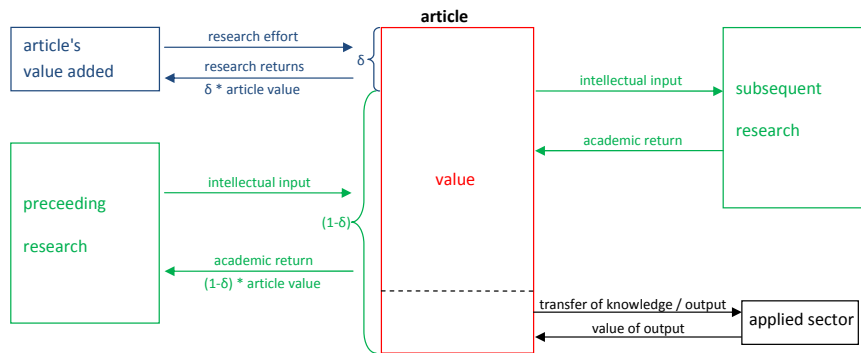 article
article's
value added
research effort
research returns
δ * article value
δ
intellectual input
academic return
subsequent
research
preceeding
research
intellectual input
academic return
(1-δ) * article value
(1-δ)
value
transfer of knowledge / output
value of output
applied sector